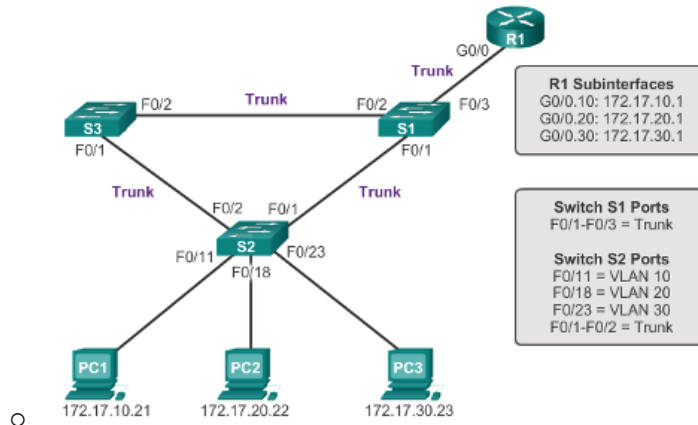 R1
G0/0
Trunk
F0/2
Trunk
F0/2
F0/3
S3
S1
F0/1
F0/1
Trunk
Trunk
F0/2
F0/1
S2
F0/11
F0/18
F0/23
PC1
PC2
PC3
172.17.10.21
172.17.20.22
172.17.30.23
R1 Subinterfaces
G0/0.10: 172.17.10.1
G0/0.20: 172.17.20.1
G0/0.30: 172.17.30.1
Switch S1 Ports
F0/1-F0/3 = Trunk
Switch S2 Ports
F0/11 = VLAN 10
F0/18 = VLAN 20
F0/23 = VLAN 30
F0/1-F0/2 = Trunk